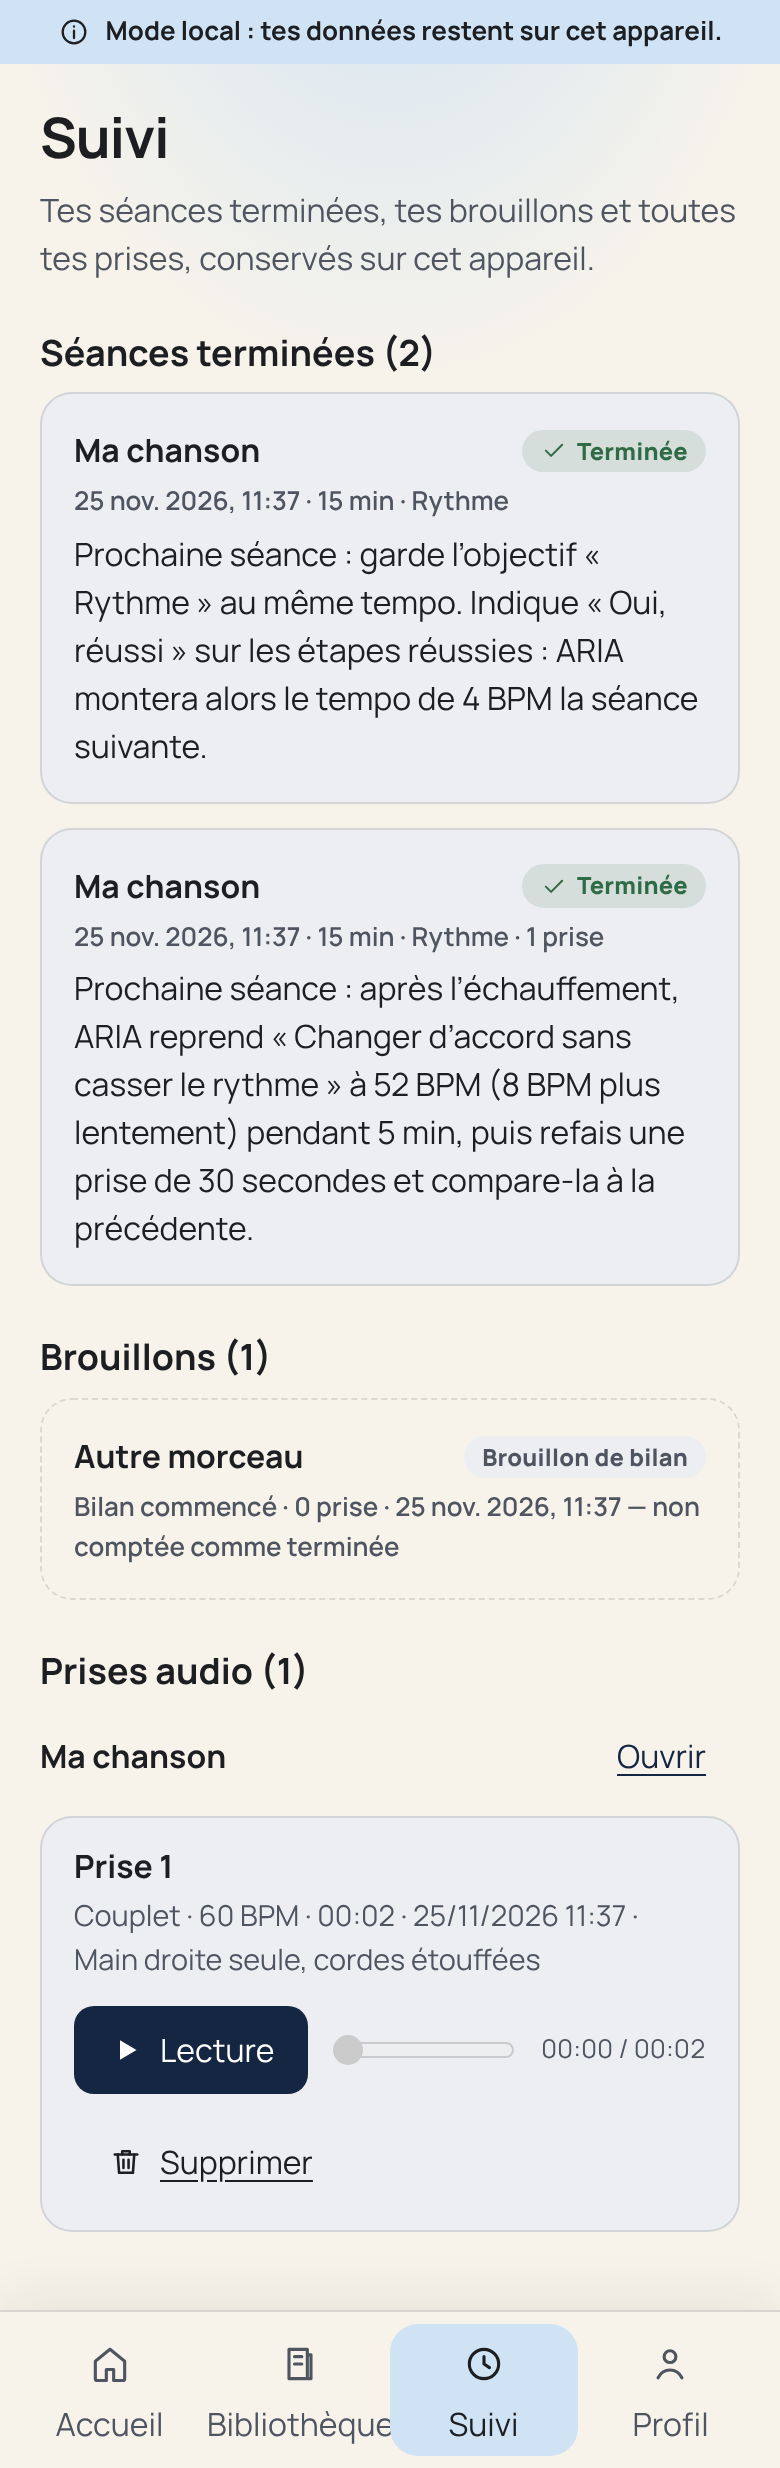 Mode local : tes données restent sur cet appareil.
Suivi
Tes séances terminées, tes brouillons et toutes
tes prises, conservés sur cet appareil.
Séances terminées (2)
Ma chanson
Terminée
25 nov. 2026, 11:37 · 15 min · Rythme
Prochaine séance : garde l’objectif «
Rythme » au même tempo. Indique « Oui,
réussi » sur les étapes réussies : ARIA
montera alors le tempo de 4 BPM la séance
suivante.
Ma chanson
Terminée
25 nov. 2026, 11:37 · 15 min · Rythme · 1 prise
Prochaine séance : après l’échauffement,
ARIA reprend « Changer d’accord sans
casser le rythme » à 52 BPM (8 BPM plus
lentement) pendant 5 min, puis refais une
prise de 30 secondes et compare-la à la
précédente.
Brouillons (1)
Autre morceau
Brouillon de bilan
Bilan commencé · 0 prise · 25 nov. 2026, 11:37 — non
comptée comme terminée
Prises audio (1)
Ma chanson
Ouvrir
Prise 1
Couplet · 60 BPM · 00:02 · 25/11/2026 11:37 ·
Main droite seule, cordes étouffées
Lecture
00:00 / 00:02
Supprimer
Accueil
Bibliothèque
Suivi
Profil